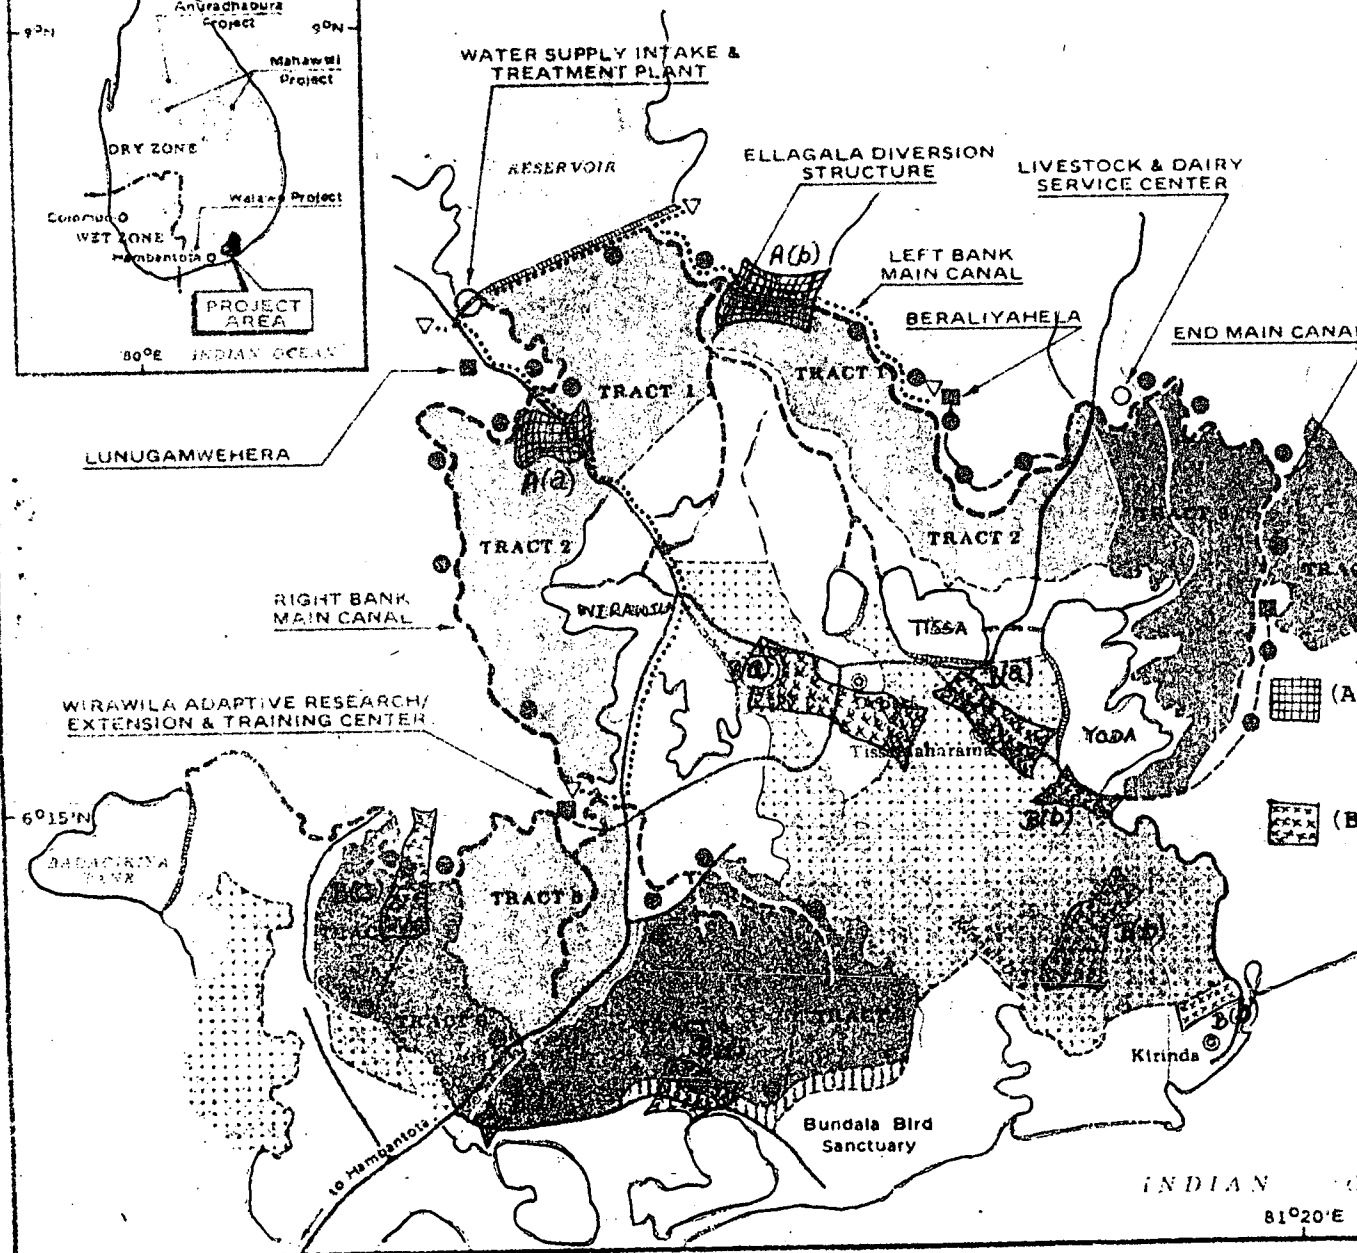 Anuradhapura
Project
9°N
9°N
Mahaweli
Project
DRY ZONE
Walawe Project
WET ZONE
Hambantota
PROJECT
AREA
80°E
INDIAN OCEAN
WATER SUPPLY INTAKE &
TREATMENT PLANT
RESERVOIR
ELLAGALA DIVERSION
STRUCTURE
LIVESTOCK & DAIRY
SERVICE CENTER
A(b)
LEFT BANK
MAIN CANAL
BERALIYAHELA
END MAIN CANAL
TRACT 1
TRACT 1
LUNUGAMWEHERA
A(a)
TRACT 2
TRACT 2
RIGHT BANK
MAIN CANAL
WIRAWILA
TISSA
B(a)
B(a)
WIRAWILA ADAPTIVE RESEARCH/
EXTENSION & TRAINING CENTER
YODA
(A
6°15'N
B(b)
(B
BADAGIRIYA
TANK
TRACT 5
Kirinda
Bundala Bird
Sanctuary
to Hambantota
INDIAN
81°20'E